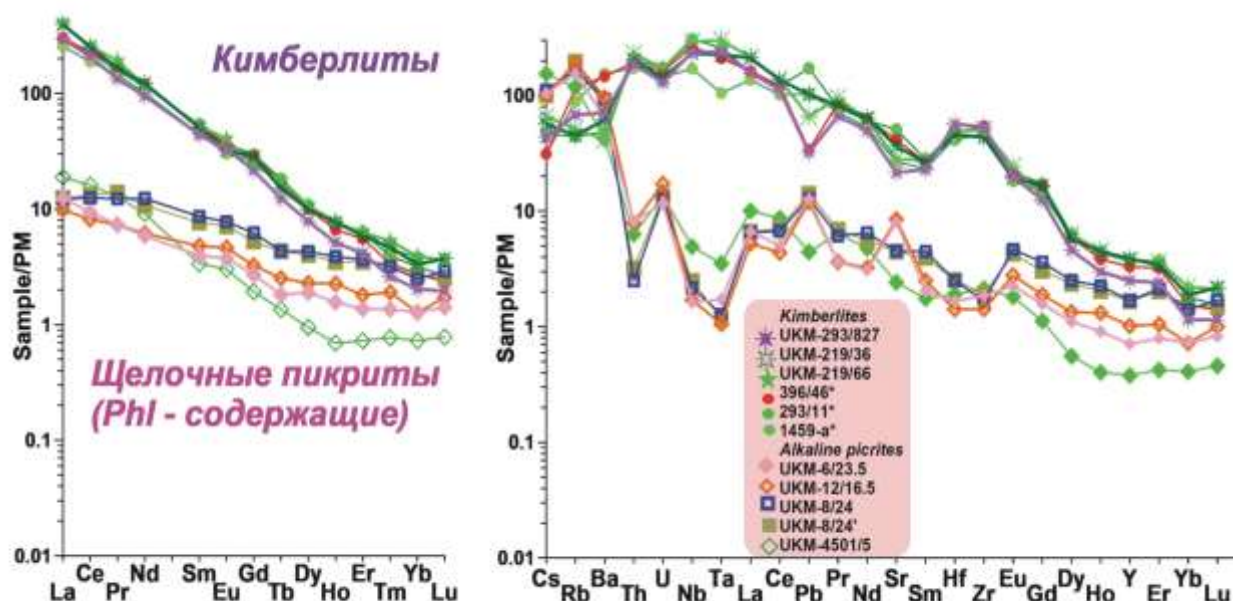 Кимберлиты
100
10
1
0.1
0.01
Sample/PM
Щелочные пикриты
(Phl - содержащие)
Ce Nd Sm Gd Dy Er Yb
La Pr Eu Tb Ho Tm Lu
100
10
1
0.1
0.01
Sample/PM
Kimberlites
UKM-293/827
UKM-219/36
UKM-219/66
396/46*
293/11*
1459-a*
Alkaline picrites
UKM-6/23.5
UKM-12/16.5
UKM-8/24
UKM-8/24'
UKM-4501/5
Cs Ba U Ta Ce Pr Sr Hf Eu Dy Y Yb
Rb Th Nb La Pb Nd Sm Zr Gd Ho Er Lu